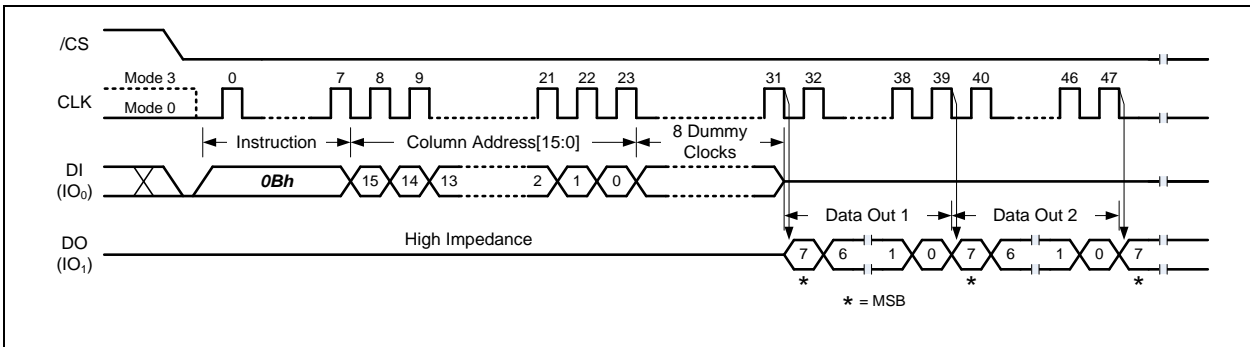 /CS
Mode 3 0 7 8 9 21 22 23 31 32 38 39 40 46 47
CLK
Mode 0
Instruction Column Address[15:0] 8 Dummy Clocks
DI
(IO0) 0Bh 15 14 13 2 1 0
Data Out 1 Data Out 2
DO
(IO1) High Impedance 7 6 1 0 7 6 1 0 7
* * *
* = MSB